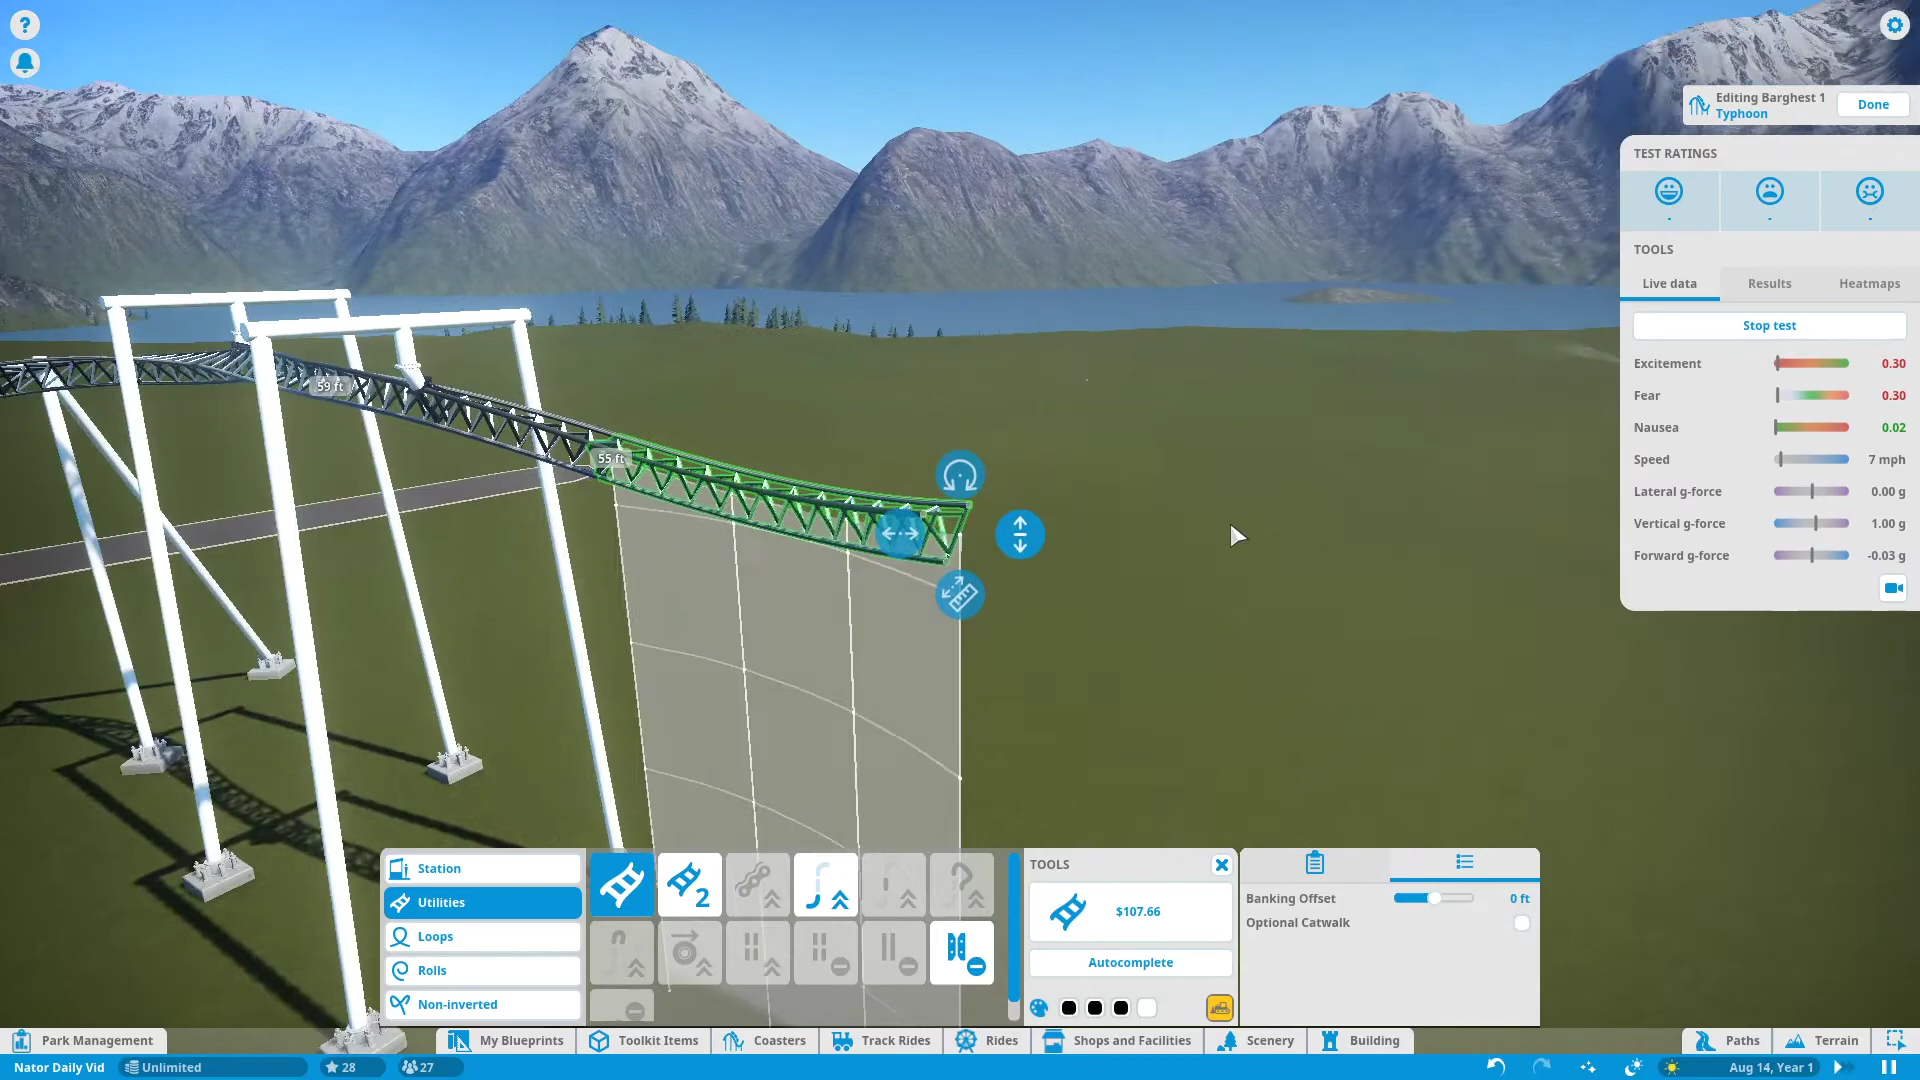 ?
Editing Barghest 1
Typhoon
Done
TEST RATINGS
- - -
TOOLS
Live data Results Heatmaps
Stop test
Excitement 0.30
Fear 0.30
Nausea 0.02
Speed 7 mph
Lateral g-force 0.00 g
Vertical g-force 1.00 g
Forward g-force -0.03 g
59 ft
55 ft
Station
Utilities
Loops
Rolls
Non-inverted
2
TOOLS
$107.66
Autocomplete
Banking Offset 0 ft
Optional Catwalk
Park Management
My Blueprints
Toolkit Items
Coasters
Track Rides
Rides
Shops and Facilities
Scenery
Building
Paths
Terrain
Nator Daily Vid
Unlimited
28
27
Aug 14, Year 1